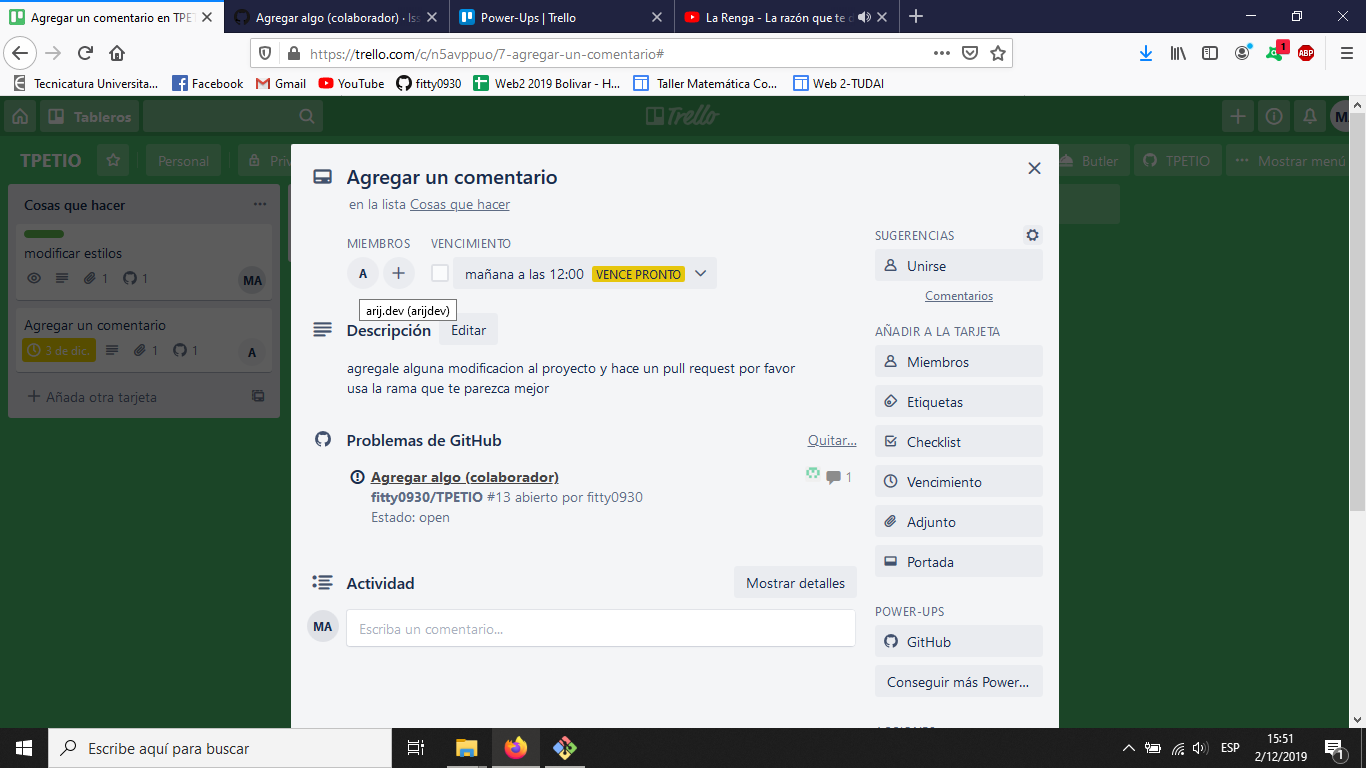 Agregar un comentario en TPET
Agregar algo (colaborador) · Iss
Power-Ups | Trello
La Renga - La razón que te d
https://trello.com/c/n5avppuo/7-agregar-un-comentario#
1
ABP
Tecnicatura Universita...
Facebook
Gmail
YouTube
fitty0930
Web2 2019 Bolivar - H...
Taller Matemática Co...
Web 2-TUDAI
Tableros
Trello
TPETIO
Personal
Priv
Butler
TPETIO
Mostrar menú
Cosas que hacer
modificar estilos
1
1
MA
Agregar un comentario
3 de dic.
1
1
A
Añada otra tarjeta
Agregar un comentario
en la lista Cosas que hacer
MIEMBROS
VENCIMIENTO
A
mañana a las 12:00
VENCE PRONTO
arij.dev (arijdev)
Descripción
Editar
agregale alguna modificacion al proyecto y hace un pull request por favor
usa la rama que te parezca mejor
Problemas de GitHub
Quitar...
Agregar algo (colaborador)
1
fitty0930/TPETIO #13 abierto por fitty0930
Estado: open
Actividad
Mostrar detalles
MA
Escriba un comentario...
SUGERENCIAS
Unirse
Comentarios
AÑADIR A LA TARJETA
Miembros
Etiquetas
Checklist
Vencimiento
Adjunto
Portada
POWER-UPS
GitHub
Conseguir más Power...
Escribe aquí para buscar
ESP
15:51
2/12/2019
1